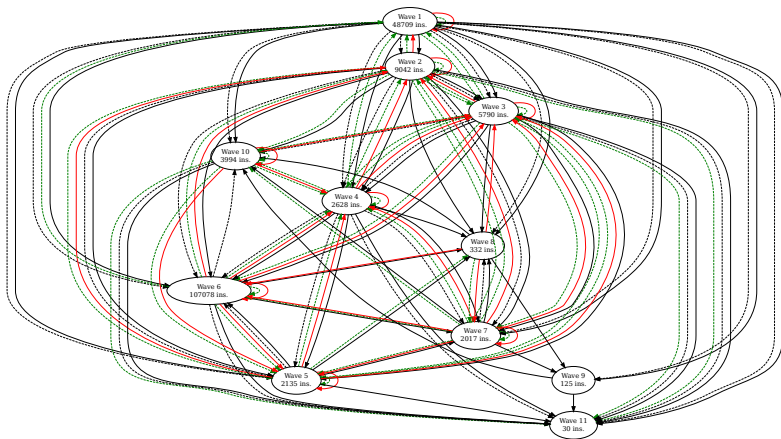 Wave 1
48709 ins.
Wave 2
9042 ins.
Wave 3
5790 ins.
Wave 10
3994 ins.
Wave 4
2628 ins.
Wave 8
332 ins.
Wave 6
107078 ins.
Wave 7
2017 ins.
Wave 5
2135 ins.
Wave 9
125 ins.
Wave 11
30 ins.